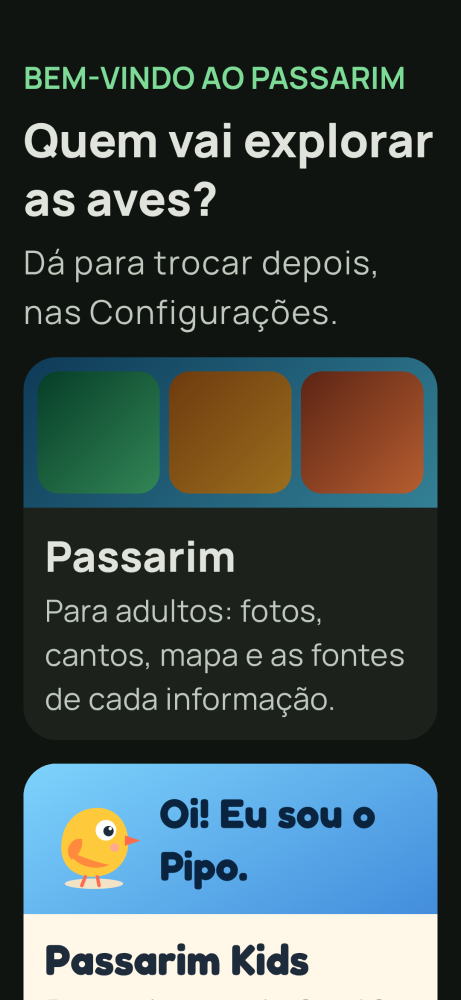 BEM-VINDO AO PASSARIM
Quem vai explorar
as aves?
Dá para trocar depois,
nas Configurações.
Passarim
Para adultos: fotos,
cantos, mapa e as fontes
de cada informação.
Oi! Eu sou o
Pipo.
Passarim Kids